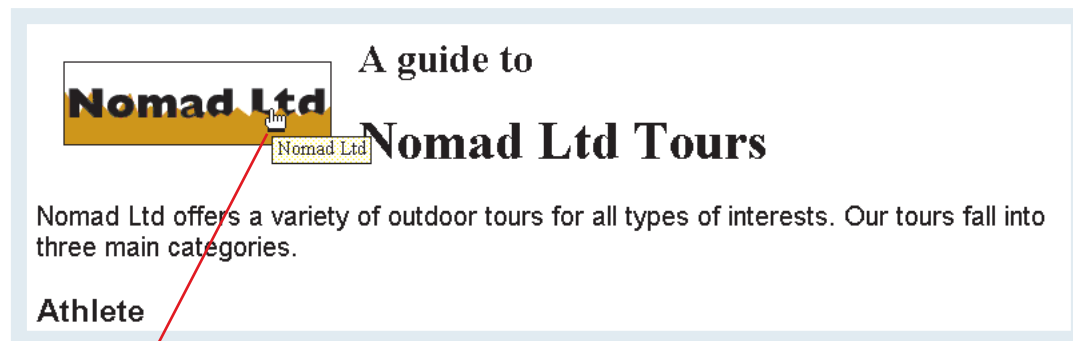 A guide to
Nomad Ltd
Nomad Ltd
Nomad Ltd Tours
Nomad Ltd offers a variety of outdoor tours for all types of interests. Our tours fall into
three main categories.
Athlete